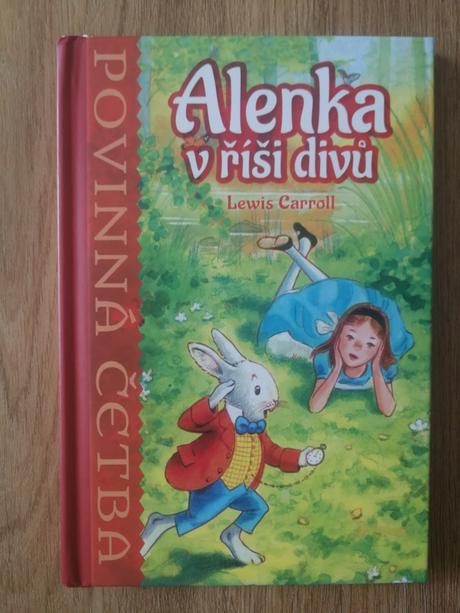 POVINNÁ ČETBA
Alenka
v říši divů
Lewis Carroll